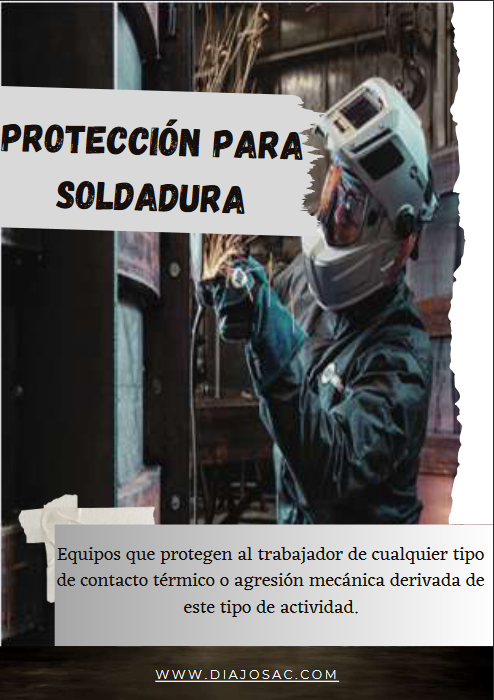 PROTECCIÓN PARA
SOLDADURA
Equipos que protegen al trabajador de cualquier tipo
de contacto térmico o agresión mecánica derivada de
este tipo de actividad.
WWW.DIAJOSAC.COM